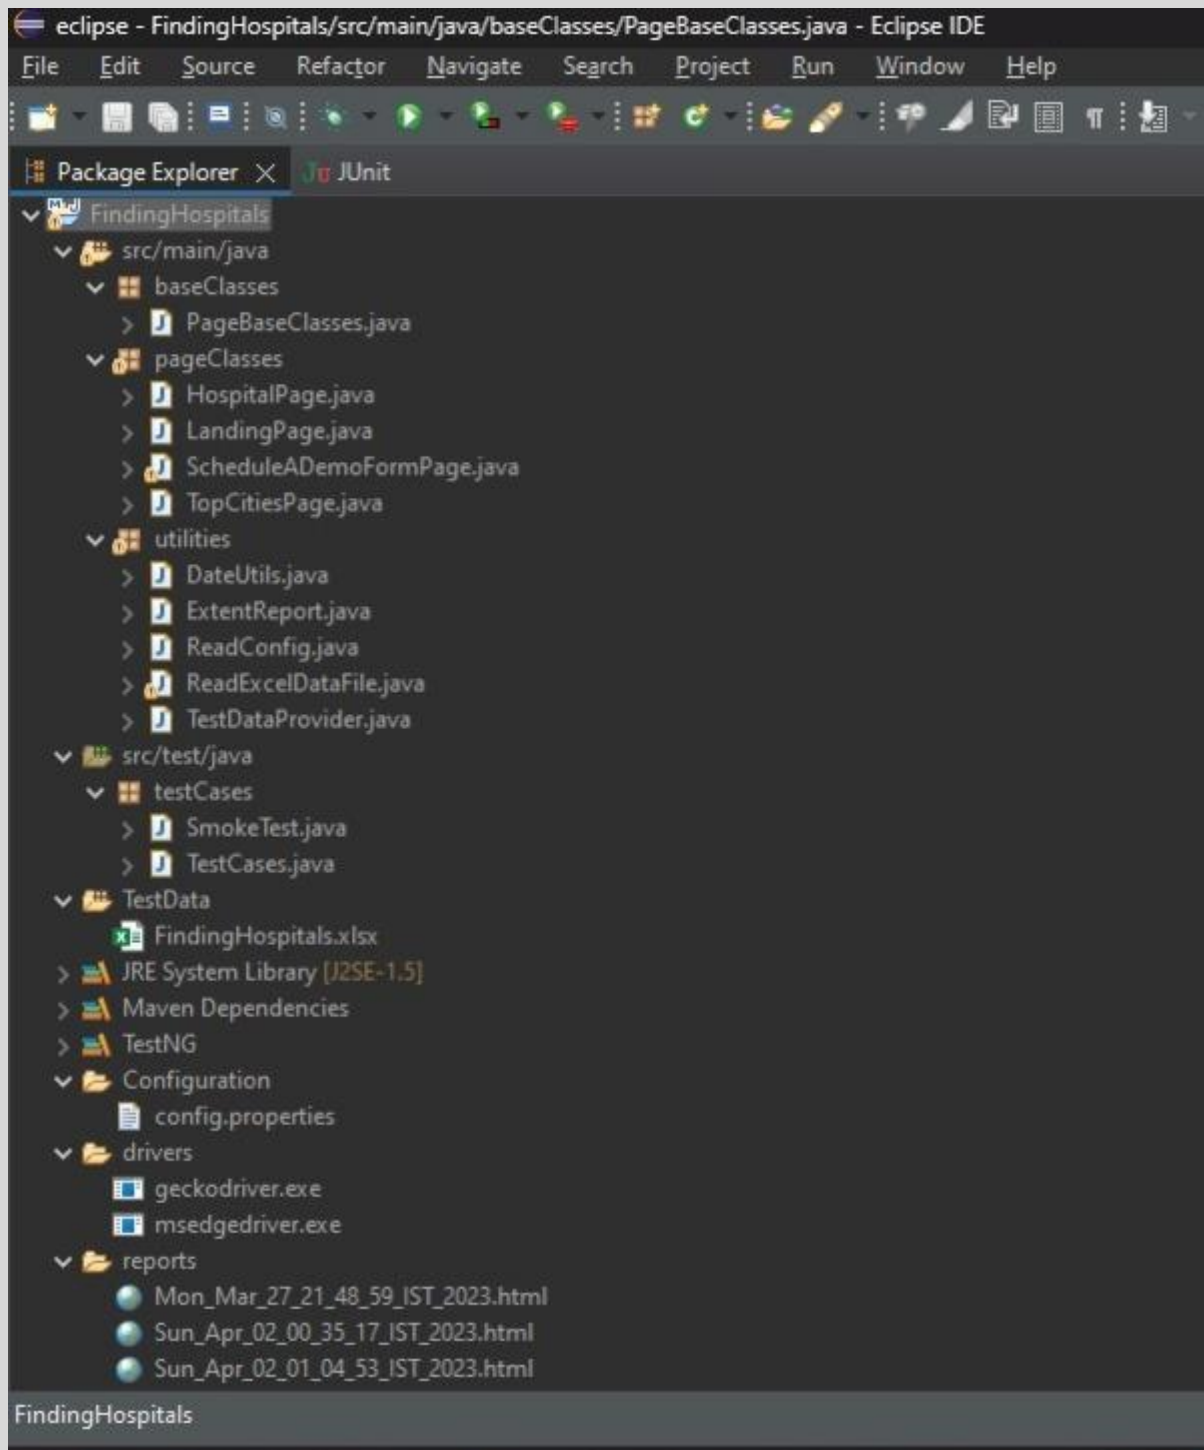 eclipse - FindingHospitals/src/main/java/baseClasses/PageBaseClasses.java - Eclipse IDE
File Edit Source Refactor Navigate Search Project Run Window Help
Package Explorer JUnit
FindingHospitals
src/main/java
baseClasses
PageBaseClasses.java
pageClasses
HospitalPage.java
LandingPage.java
ScheduleADemoFormPage.java
TopCitiesPage.java
utilities
DateUtils.java
ExtentReport.java
ReadConfig.java
ReadExcelDataFile.java
TestDataProvider.java
src/test/java
testCases
SmokeTest.java
TestCases.java
TestData
FindingHospitals.xlsx
JRE System Library [J2SE-1.5]
Maven Dependencies
TestNG
Configuration
config.properties
drivers
geckodriver.exe
msedgedriver.exe
reports
Mon_Mar_27_21_48_59_IST_2023.html
Sun_Apr_02_00_35_17_IST_2023.html
Sun_Apr_02_01_04_53_IST_2023.html
FindingHospitals